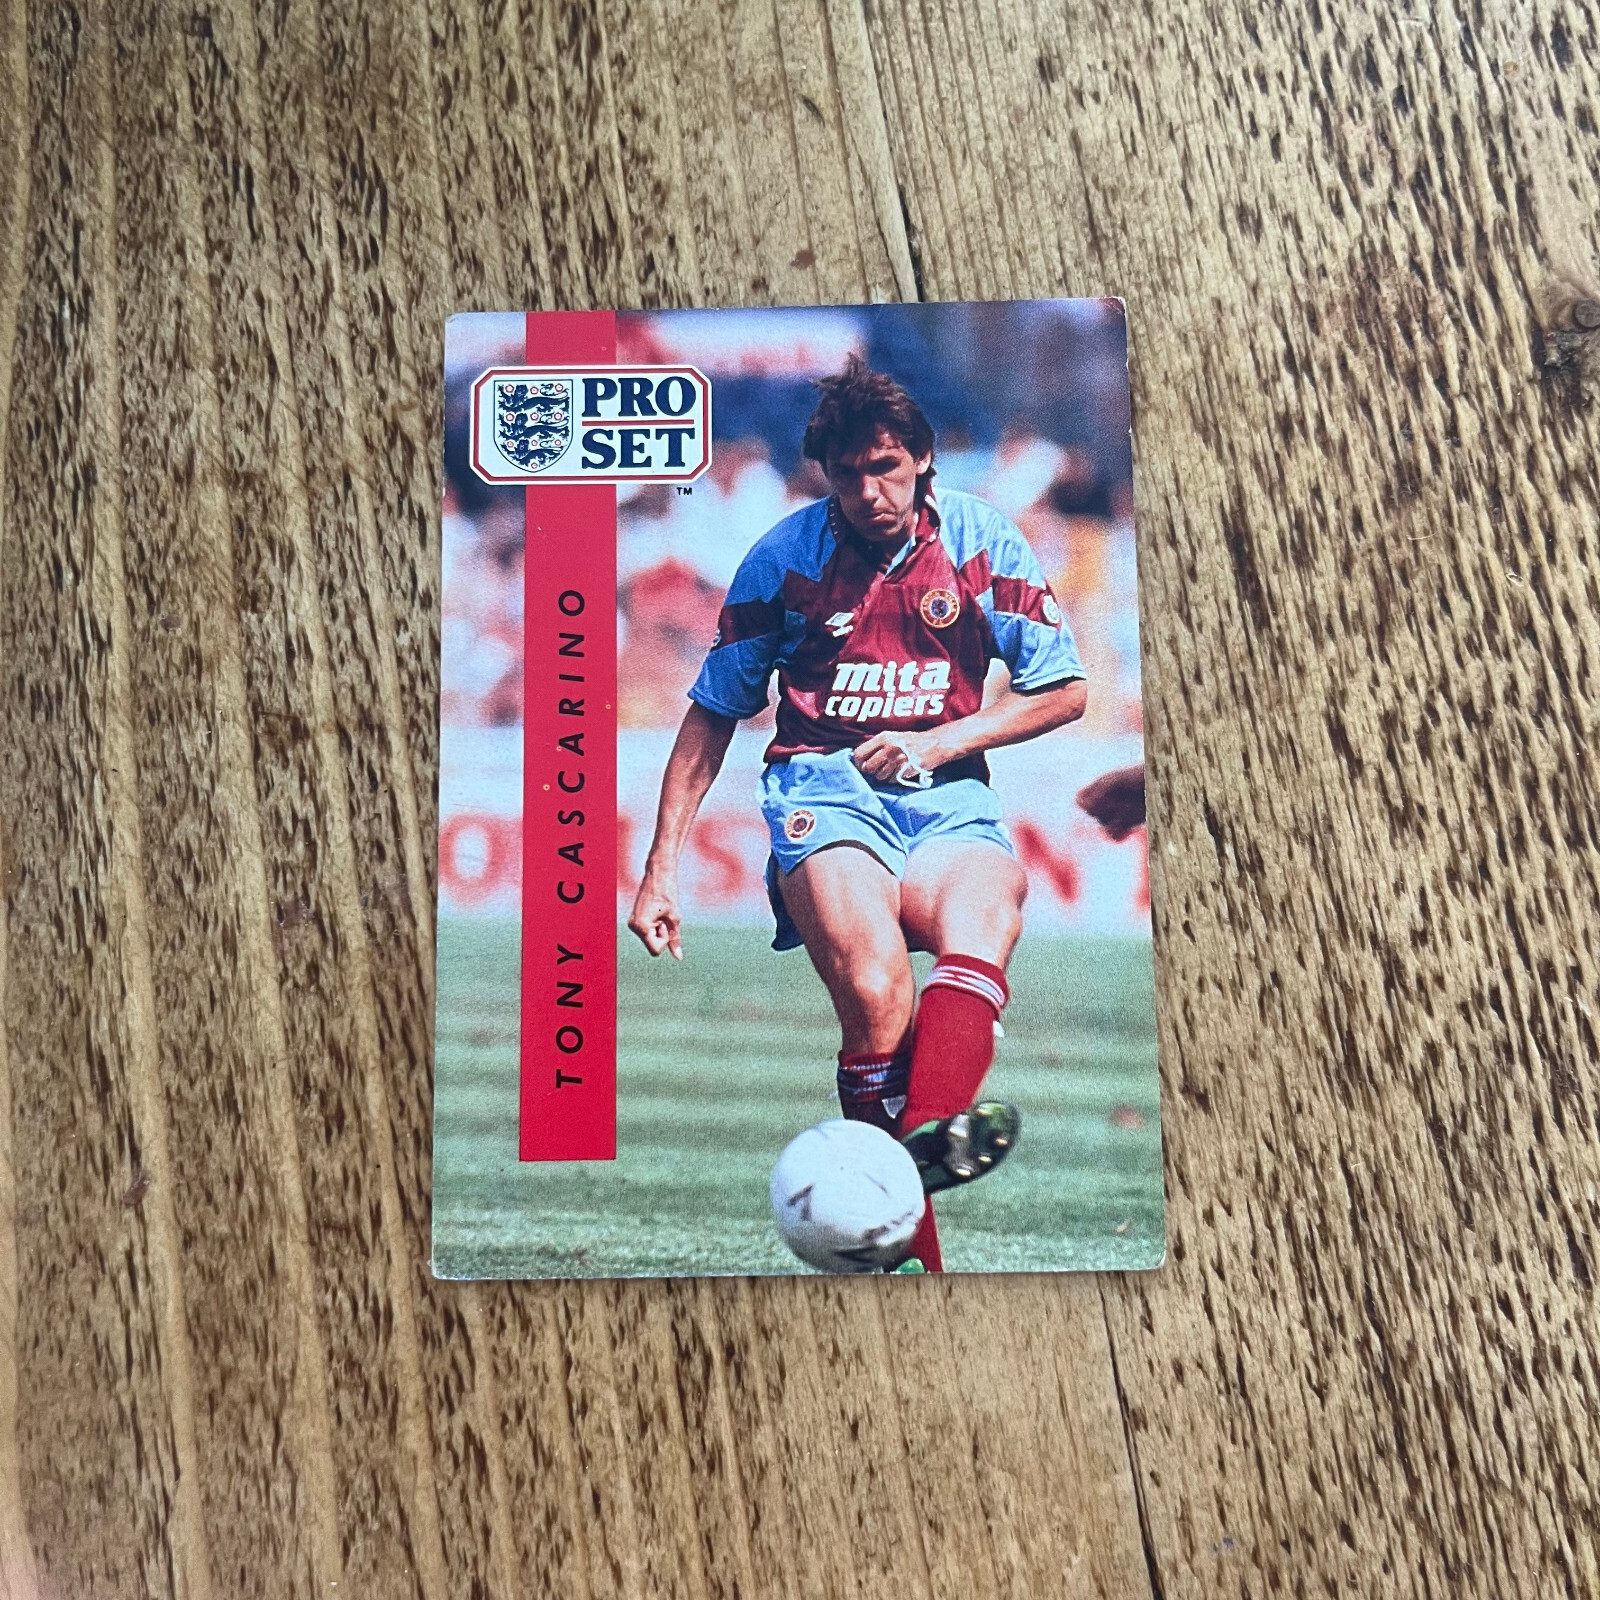 PRO
SET
TM
TONY CASCARINO
mita
copiers